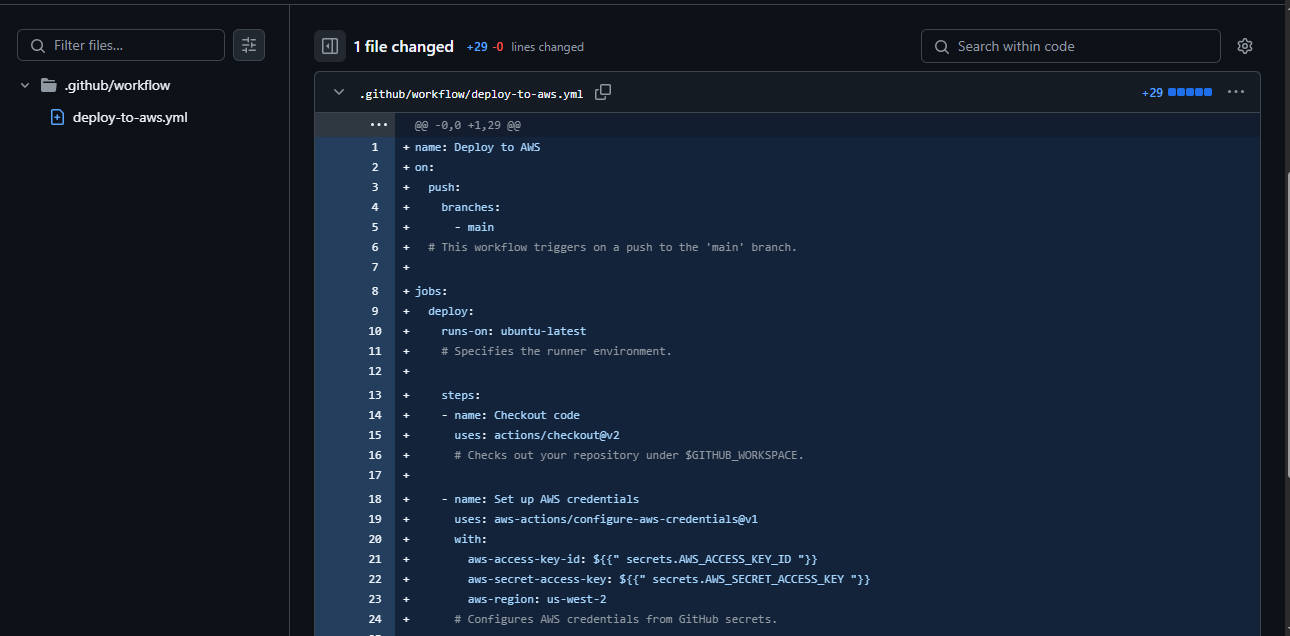 Filter files...
.github/workflow
deploy-to-aws.yml
1 file changed +29 -0 lines changed
Search within code
.github/workflow/deploy-to-aws.yml
+29
@@ -0,0 +1,29 @@
1 + name: Deploy to AWS
2 + on:
3 +   push:
4 +     branches:
5 +       - main
6 +   # This workflow triggers on a push to the 'main' branch.
7 +
8 + jobs:
9 +   deploy:
10 +     runs-on: ubuntu-latest
11 +     # Specifies the runner environment.
12 +
13 +     steps:
14 +     - name: Checkout code
15 +       uses: actions/checkout@v2
16 +       # Checks out your repository under $GITHUB_WORKSPACE.
17 +
18 +     - name: Set up AWS credentials
19 +       uses: aws-actions/configure-aws-credentials@v1
20 +       with:
21 +         aws-access-key-id: ${{" secrets.AWS_ACCESS_KEY_ID "}}
22 +         aws-secret-access-key: ${{" secrets.AWS_SECRET_ACCESS_KEY "}}
23 +         aws-region: us-west-2
24 +       # Configures AWS credentials from GitHub secrets.